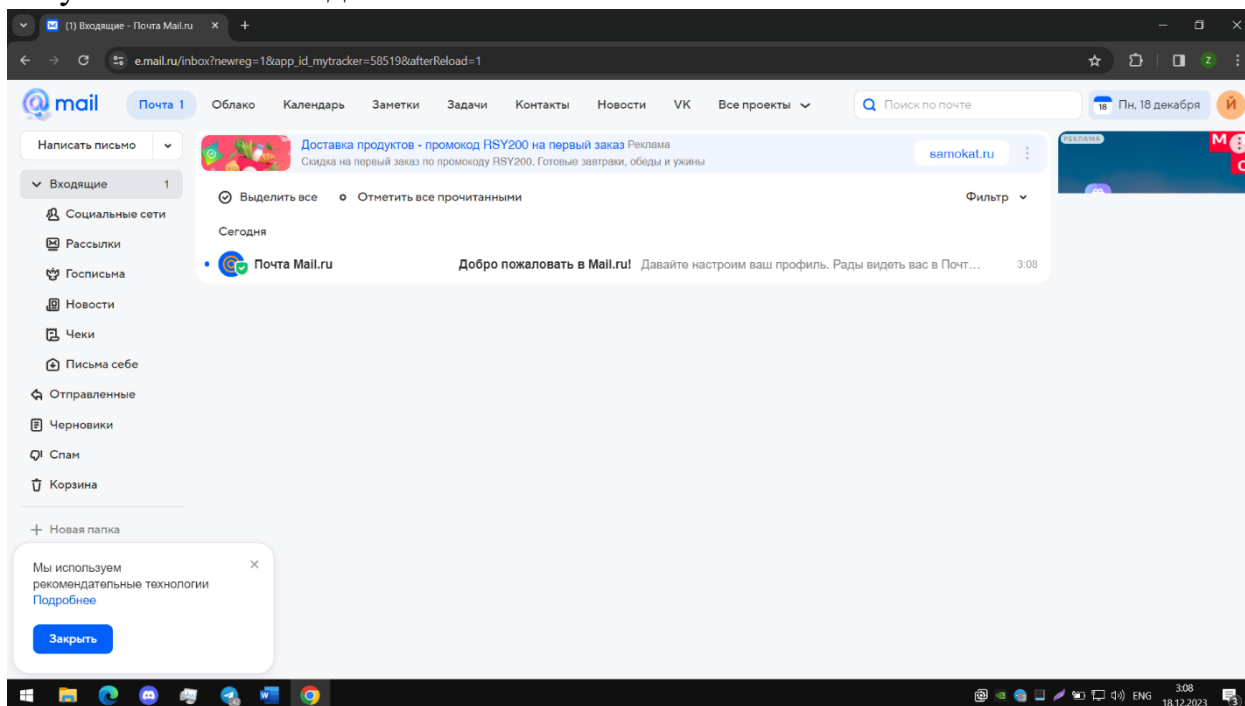 (1) Входящие - Почта Mail.ru
e.mail.ru/inbox?newreg=1&app_id_mytracker=58519&afterReload=1
Z
mail
Почта 1
Облако
Календарь
Заметки
Задачи
Контакты
Новости
VK
Все проекты
Поиск по почте
18
Пн, 18 декабря
Й
Написать письмо
Доставка продуктов - промокод RSY200 на первый заказ Реклама
Скидка на первый заказ по промокоду RSY200. Готовые завтраки, обеды и ужины
samokat.ru
РЕКЛАМА
М
С
Входящие 1
Выделить все
Отметить все прочитанными
Фильтр
Социальные сети
Сегодня
Рассылки
Почта Mail.ru
Добро пожаловать в Mail.ru! Давайте настроим ваш профиль. Рады видеть вас в Почт...
3:08
Госписьма
Новости
Чеки
Письма себе
Отправленные
Черновики
Спам
Корзина
Новая папка
Мы используем
рекомендательные технологии
Подробнее
Закрыть
ENG
3:08
18.12.2023
3